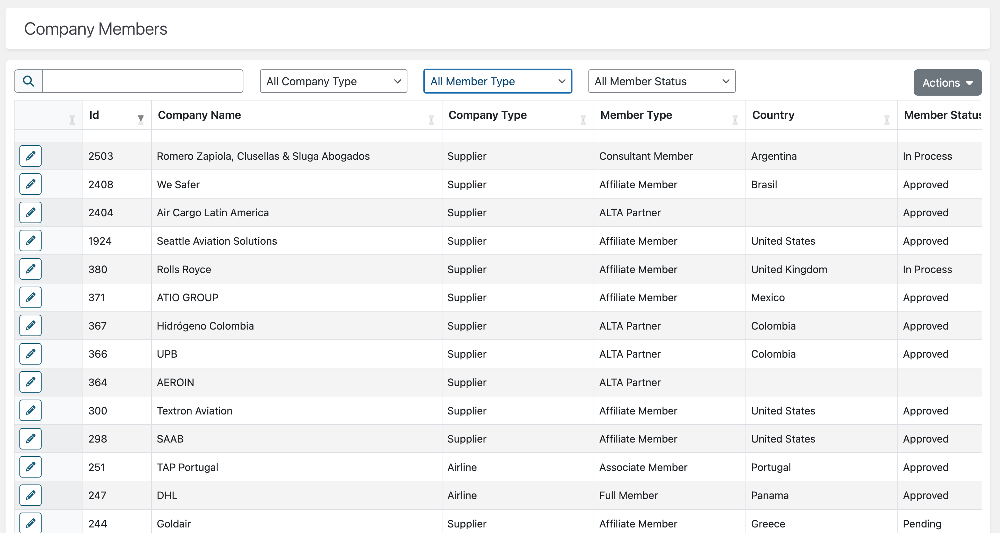 Company Members
All Company Type All Member Type All Member Status Actions
Id Company Name Company Type Member Type Country Member Status
2503 Romero Zapiola, Clusellas & Sluga Abogados Supplier Consultant Member Argentina In Process
2408 We Safer Supplier Affiliate Member Brasil Approved
2404 Air Cargo Latin America Supplier ALTA Partner Approved
1924 Seattle Aviation Solutions Supplier Affiliate Member United States Approved
380 Rolls Royce Supplier Affiliate Member United Kingdom In Process
371 ATIO GROUP Supplier Affiliate Member Mexico Approved
367 Hidrógeno Colombia Supplier ALTA Partner Colombia Approved
366 UPB Supplier ALTA Partner Colombia Approved
364 AEROIN Supplier ALTA Partner
300 Textron Aviation Supplier Affiliate Member United States Approved
298 SAAB Supplier Affiliate Member United States Approved
251 TAP Portugal Airline Associate Member Portugal Approved
247 DHL Airline Full Member Panama Approved
244 Goldair Supplier Affiliate Member Greece Pending